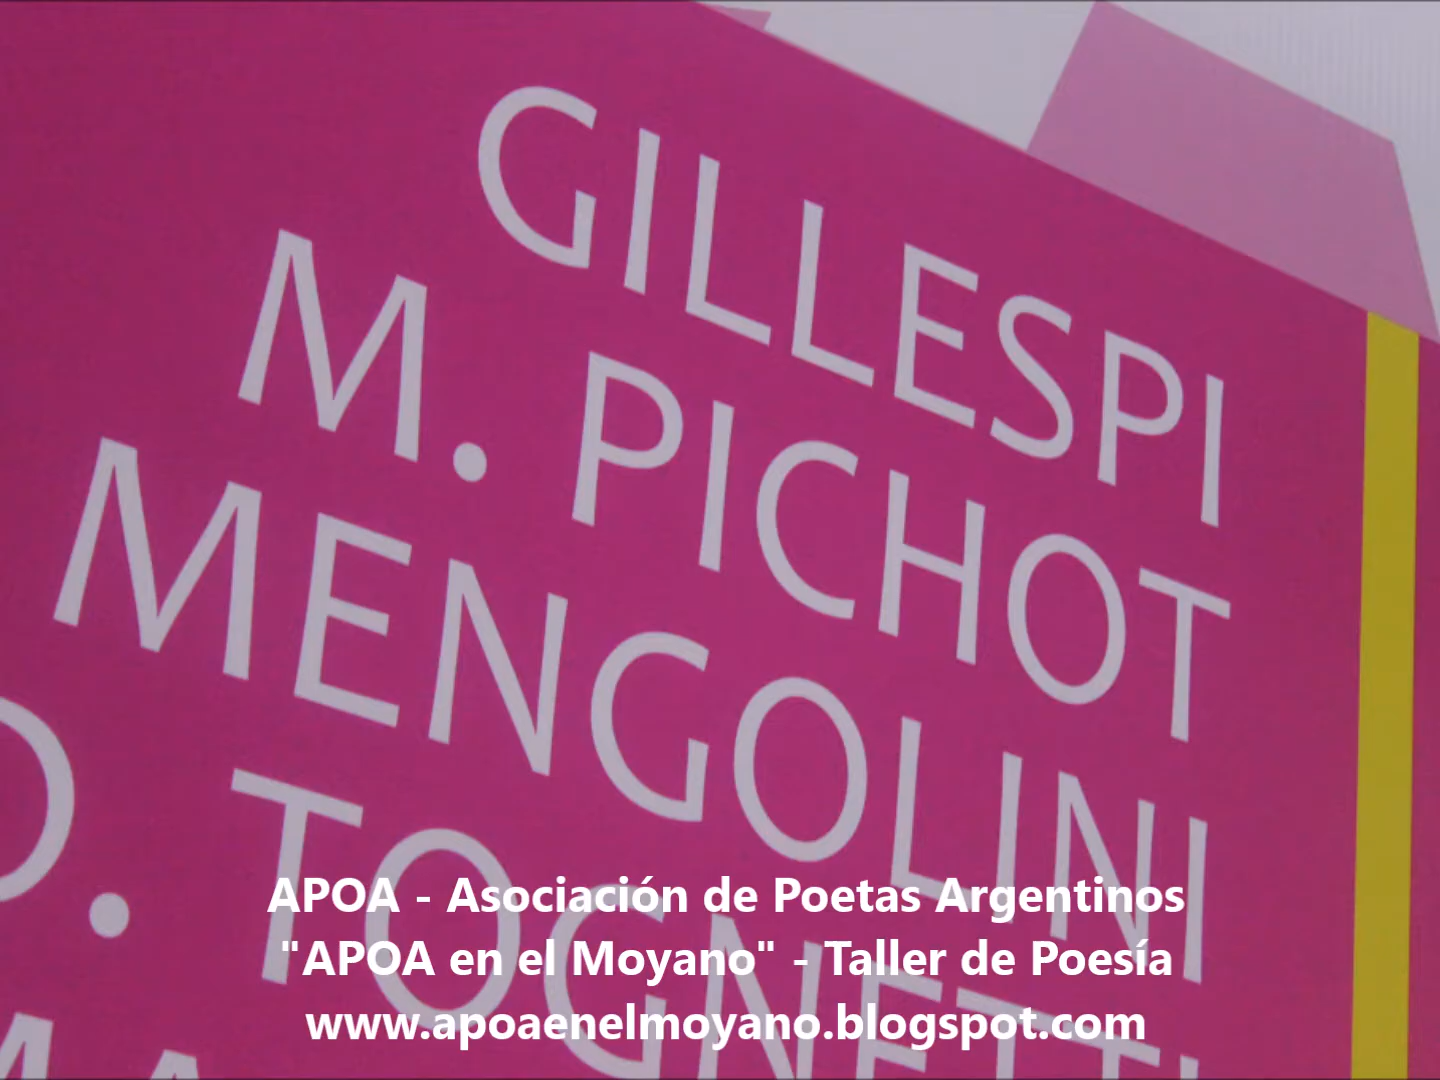 GILLESPI
M. PICHOT
MENGOLINI
O. TOGNETTI
APOA - Asociación de Poetas Argentinos
"APOA en el Moyano" - Taller de Poesía
www.apoaenelmoyano.blogspot.com